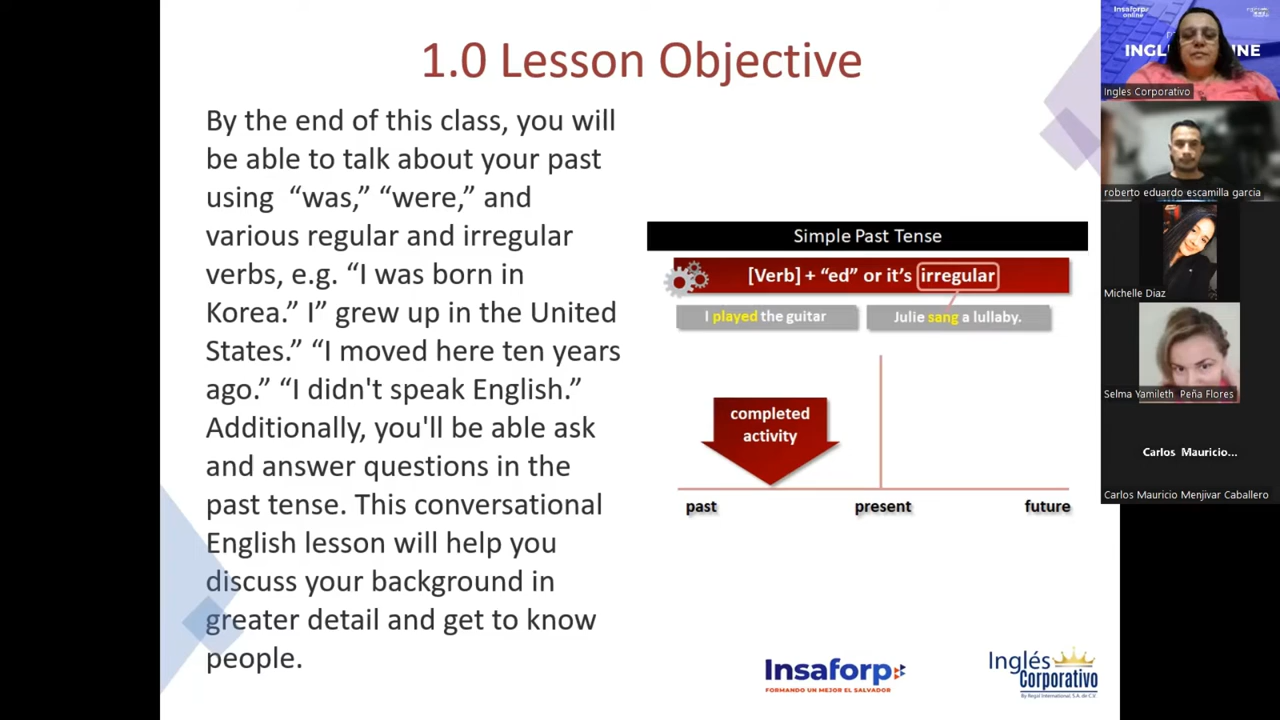 1.0 Lesson Objective
By the end of this class, you will
be able to talk about your past
using “was,” “were,” and
various regular and irregular
verbs, e.g. “I was born in
Korea.” I” grew up in the United
States.” “I moved here ten years
ago.” “I didn't speak English.”
Additionally, you'll be able ask
and answer questions in the
past tense. This conversational
English lesson will help you
discuss your background in
greater detail and get to know
people.
Simple Past Tense
[Verb] + “ed” or it’s irregular
I played the guitar
Julie sang a lullaby.
completed
activity
past
present
future
Insaforp
FORMANDO UN MEJOR EL SALVADOR
Inglés
Corporativo
By Regal International, S.A. de C.V.
Insaforp
online
Ingles Corporativo
roberto eduardo escamilla garcia
Michelle Diaz
Selma Yamileth Peña Flores
Carlos Mauricio...
Carlos Mauricio Menjivar Caballero